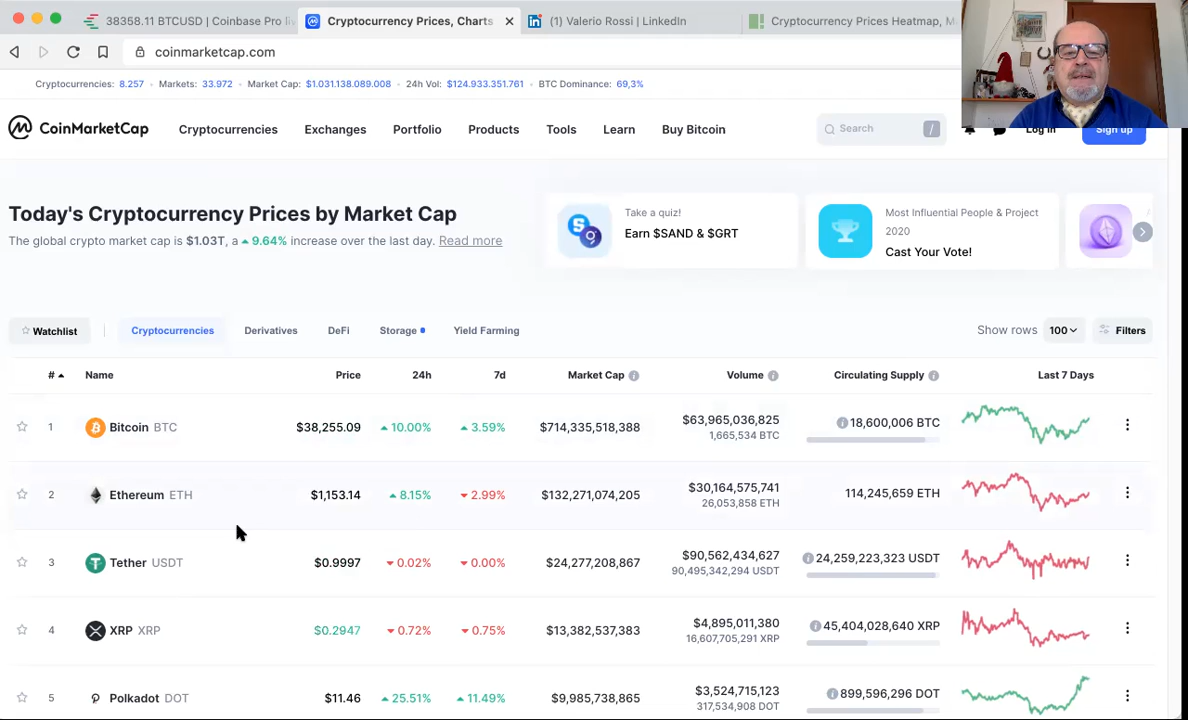 38358.11 BTCUSD | Coinbase Pro li
Cryptocurrency Prices, Charts
(1) Valerio Rossi | LinkedIn
Cryptocurrency Prices Heatmap, M
coinmarketcap.com
Cryptocurrencies: 8.257 • Markets: 33.972 • Market Cap: $1.031.138.089.008 • 24h Vol: $124.933.351.761 • BTC Dominance: 69,3%
CoinMarketCap Cryptocurrencies Exchanges Portfolio Products Tools Learn Buy Bitcoin Search / Log In Sign up
Today's Cryptocurrency Prices by Market Cap
The global crypto market cap is $1.03T, a 9.64% increase over the last day. Read more
Take a quiz!
Earn $SAND & $GRT
Most Influential People & Project
2020
Cast Your Vote!
Watchlist Cryptocurrencies Derivatives DeFi Storage Yield Farming Show rows 100 Filters
# Name Price 24h 7d Market Cap Volume Circulating Supply Last 7 Days
1 Bitcoin BTC $38,255.09 10.00% 3.59% $714,335,518,388 $63,965,036,825 18,600,006 BTC
1,665,534 BTC
2 Ethereum ETH $1,153.14 8.15% 2.99% $132,271,074,205 $30,164,575,741 114,245,659 ETH
26,053,858 ETH
3 Tether USDT $0.9997 0.02% 0.00% $24,277,208,867 $90,562,434,627 24,259,223,323 USDT
90,495,342,294 USDT
4 XRP XRP $0.2947 0.72% 0.75% $13,382,537,383 $4,895,011,380 45,404,028,640 XRP
16,607,705,291 XRP
5 Polkadot DOT $11.46 25.51% 11.49% $9,985,738,865 $3,524,715,123 899,596,296 DOT
317,534,908 DOT